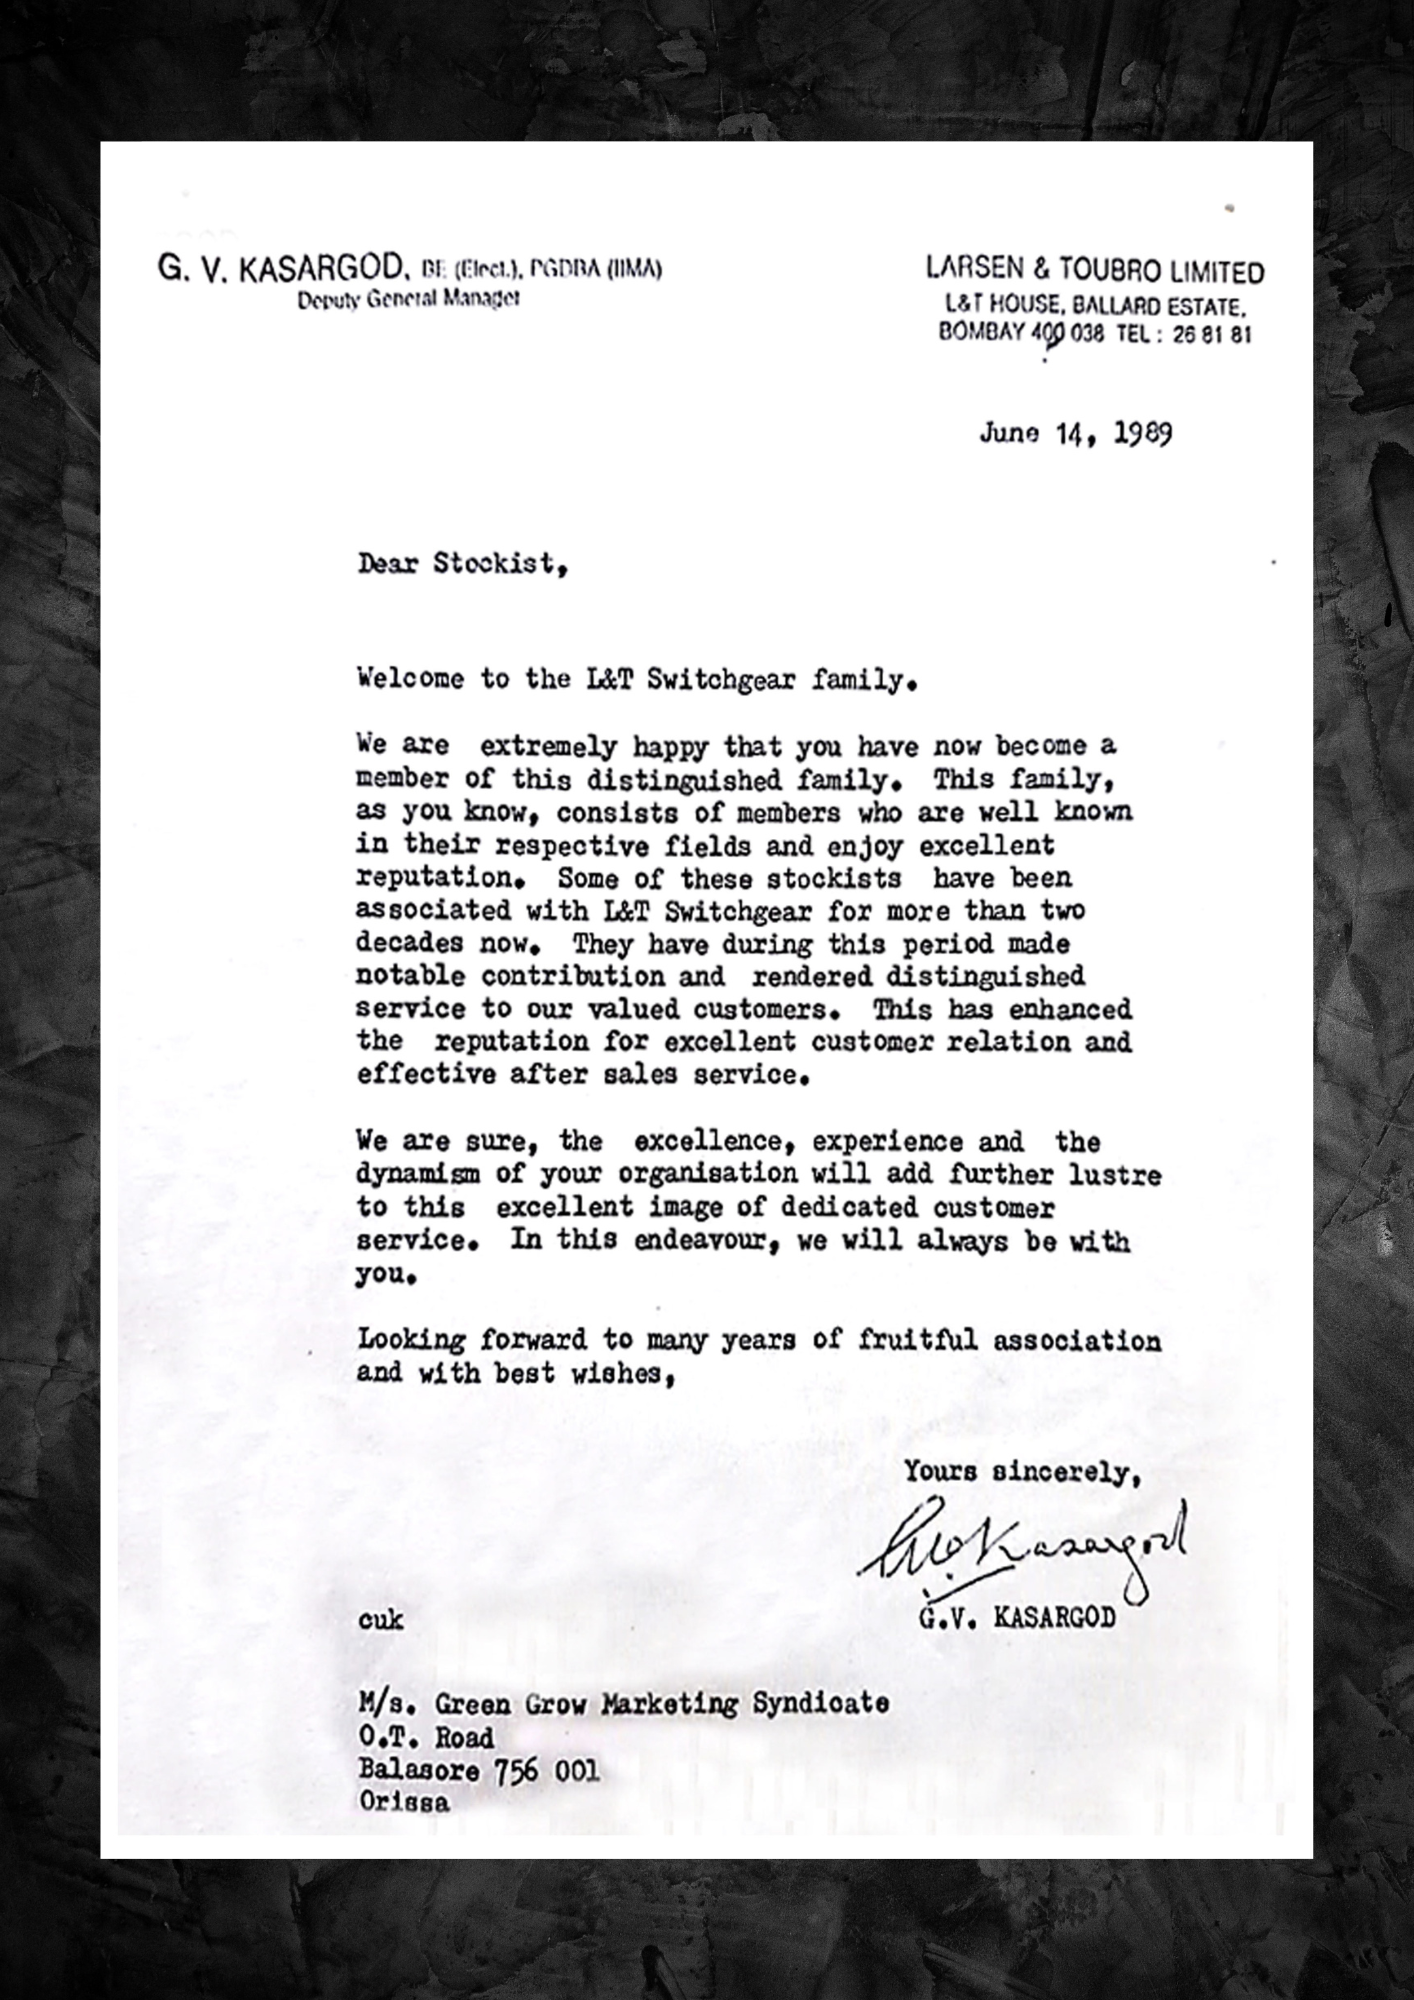 G. V. KASARGOD, BE (Elect.), PGDBA (IIMA)
Deputy General Manager
LARSEN & TOUBRO LIMITED
L&T HOUSE, BALLARD ESTATE,
BOMBAY 400 038 TEL : 26 81 81
June 14, 1989
Dear Stockist,
Welcome to the L&T Switchgear family.
We are extremely happy that you have now become a
member of this distinguished family. This family,
as you know, consists of members who are well known
in their respective fields and enjoy excellent
reputation. Some of these stockists have been
associated with L&T Switchgear for more than two
decades now. They have during this period made
notable contribution and rendered distinguished
service to our valued customers. This has enhanced
the reputation for excellent customer relation and
effective after sales service.
We are sure, the excellence, experience and the
dynamism of your organisation will add further lustre
to this excellent image of dedicated customer
service. In this endeavour, we will always be with
you.
Looking forward to many years of fruitful association
and with best wishes,
Yours sincerely,
G.V. Kasargod
G.V. KASARGOD
cuk
M/s. Green Grow Marketing Syndicate
O.T. Road
Balasore 756 001
Orissa